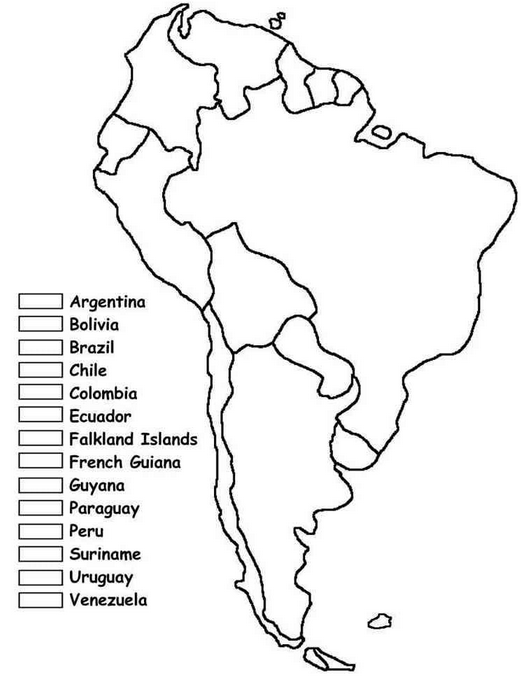 Argentina
Bolivia
Brazil
Chile
Colombia
Ecuador
Falkland Islands
French Guiana
Guyana
Paraguay
Peru
Suriname
Uruguay
Venezuela